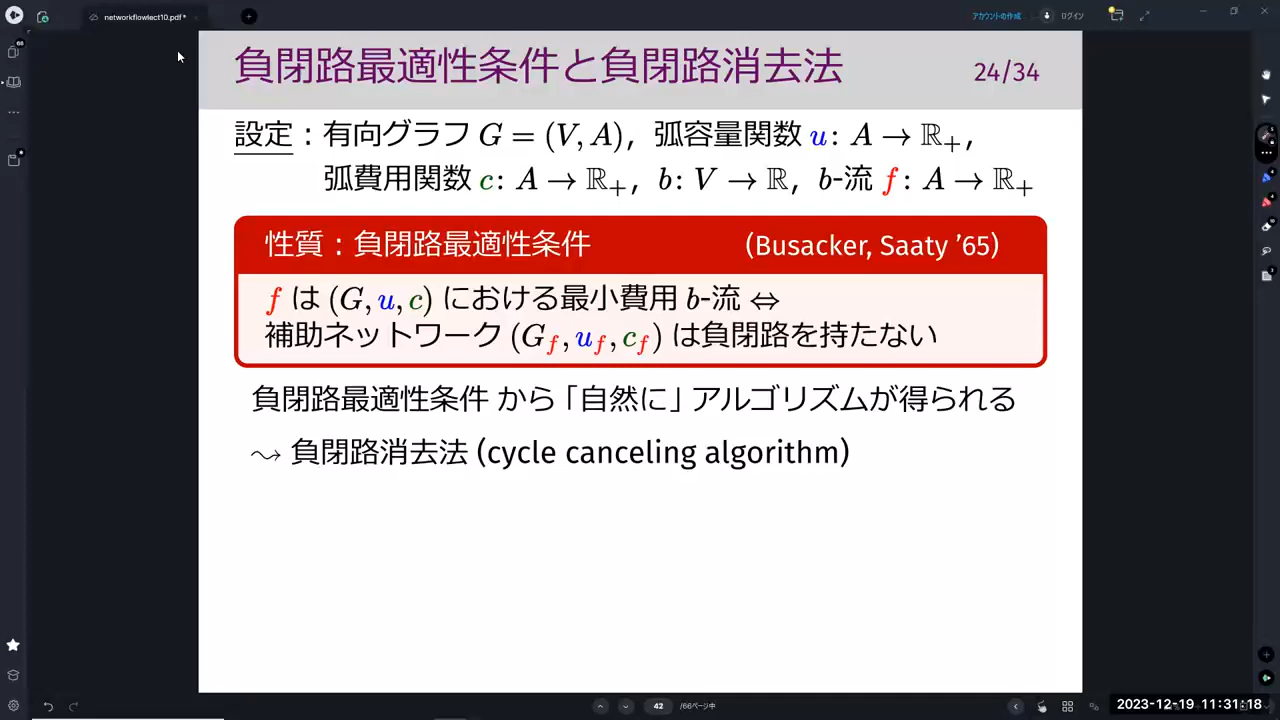 networkflowlect10.pdf*
アカウントの作成
ログイン
負閉路最適性条件と負閉路消去法
24/34
設定：有向グラフ G = (V, A)，弧容量関数 u: A → ℝ₊，
弧費用関数 c: A → ℝ₊，b: V → ℝ，b-流 f: A → ℝ₊
性質：負閉路最適性条件 (Busacker, Saaty ’65)
f は (G, u, c) における最小費用 b-流 ⇔
補助ネットワーク (G_f, u_f, c_f) は負閉路を持たない
負閉路最適性条件 から「自然に」アルゴリズムが得られる
⇝ 負閉路消去法 (cycle canceling algorithm)
42 /66ページ中
2023-12-19 11:31:18